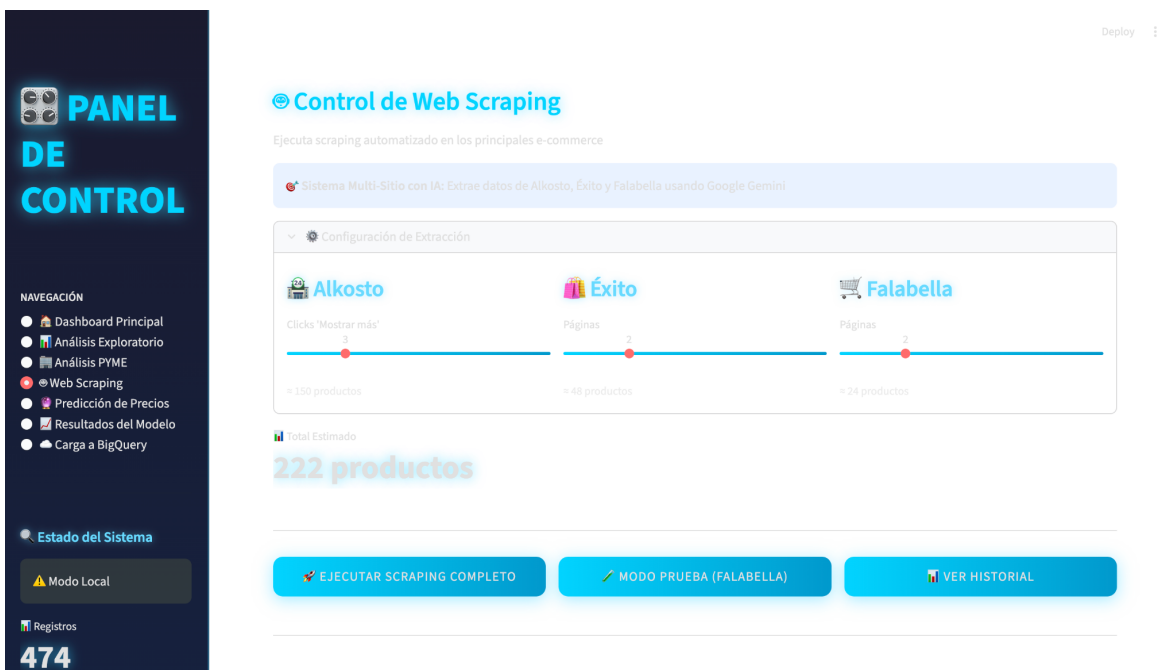 Deploy
PANEL
DE
CONTROL
NAVEGACIÓN
Dashboard Principal
Análisis Exploratorio
Análisis PYME
Web Scraping
Predicción de Precios
Resultados del Modelo
Carga a BigQuery
Estado del Sistema
Modo Local
Registros
474
Control de Web Scraping
Ejecuta scraping automatizado en los principales e-commerce
Sistema Multi-Sitio con IA: Extrae datos de Alkosto, Éxito y Falabella usando Google Gemini
Configuración de Extracción
Alkosto
Clicks 'Mostrar más'
3
≈ 150 productos
Éxito
Páginas
2
≈ 48 productos
Falabella
Páginas
2
≈ 24 productos
Total Estimado
222 productos
EJECUTAR SCRAPING COMPLETO
MODO PRUEBA (FALABELLA)
VER HISTORIAL